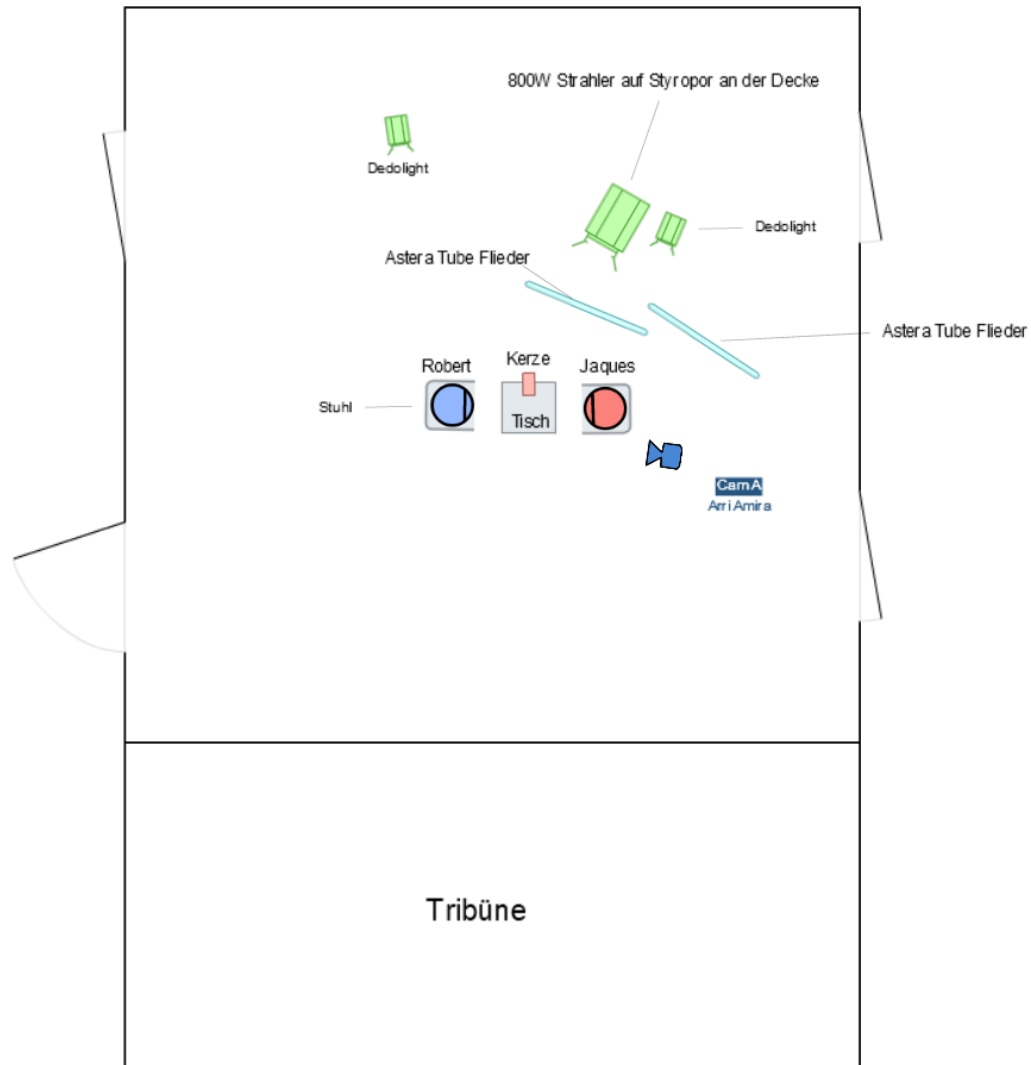 800W Strahler auf Styropor an der Decke
Dedolight
Dedolight
Astera Tube Flieder
Astera Tube Flieder
Robert
Kerze
Jaques
Stuhl
Tisch
Cam A
Arri Amira
Tribüne